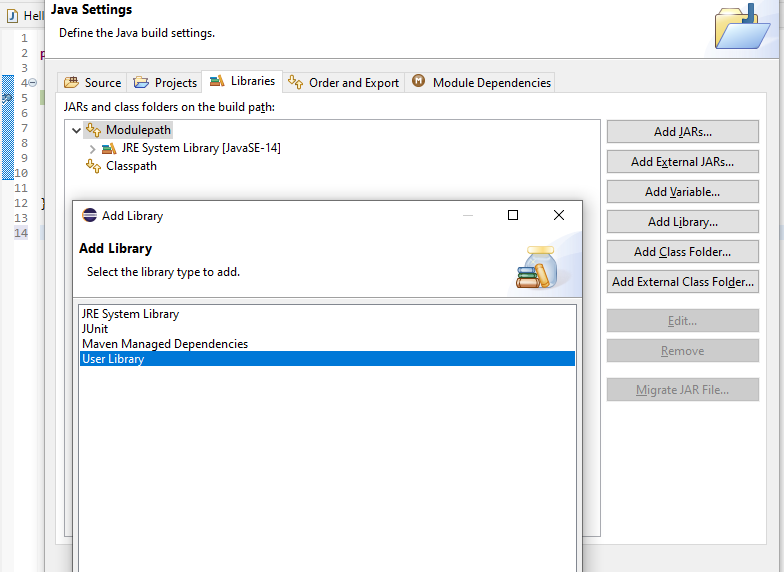 Hell
Java Settings
Define the Java build settings.
Source Projects Libraries Order and Export Module Dependencies
JARs and class folders on the build path:
Modulepath
JRE System Library [JavaSE-14]
Classpath
Add JARs...
Add External JARs...
Add Variable...
Add Library...
Add Class Folder...
Add External Class Folder...
Edit...
Remove
Migrate JAR File...
1
2 p
3
4
5
6
7
8
9
10
11
12 }
13
14
Add Library
Add Library
Select the library type to add.
JRE System Library
JUnit
Maven Managed Dependencies
User Library